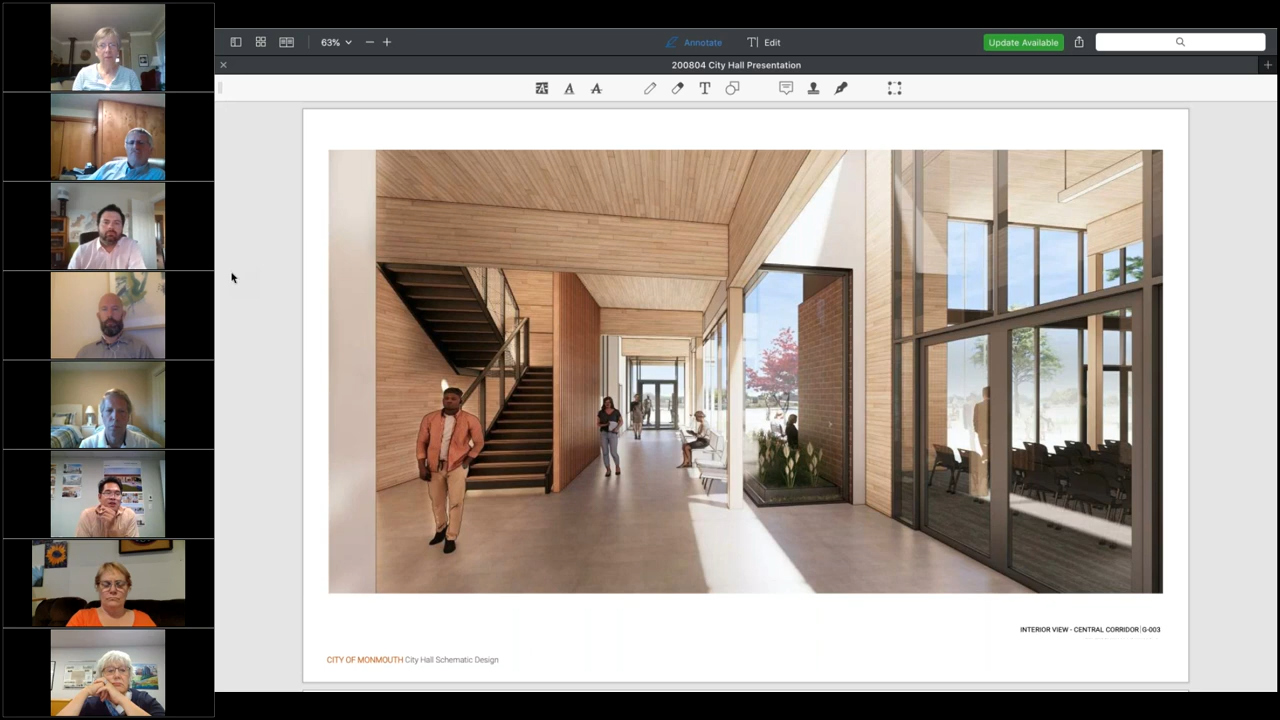 63%
Annotate
T Edit
Update Available
200804 City Hall Presentation
A A A T
INTERIOR VIEW - CENTRAL CORRIDOR G-003
CITY OF MONMOUTH City Hall Schematic Design